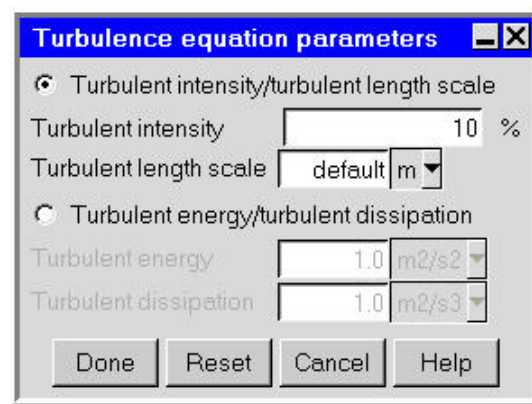 Turbulence equation parameters
Turbulent intensity/turbulent length scale
Turbulent intensity 10 %
Turbulent length scale default m
Turbulent energy/turbulent dissipation
Turbulent energy 1.0 m2/s2
Turbulent dissipation 1.0 m2/s3
Done Reset Cancel Help